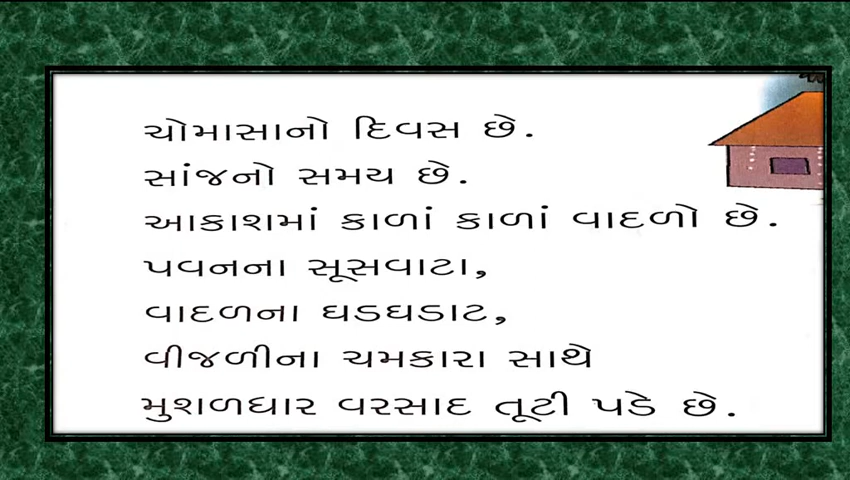 ચોમાસાનો દિવસ છે.
સાંજનો સમય છે.
આકાશમાં કાળાં કાળાં વાદળો છે.
પવનના સૂસવાટા,
વાદળના ઘડઘડાટ,
વીજળીના ચમકારા સાથે
મુશળધાર વરસાદ તૂટી પડે છે.